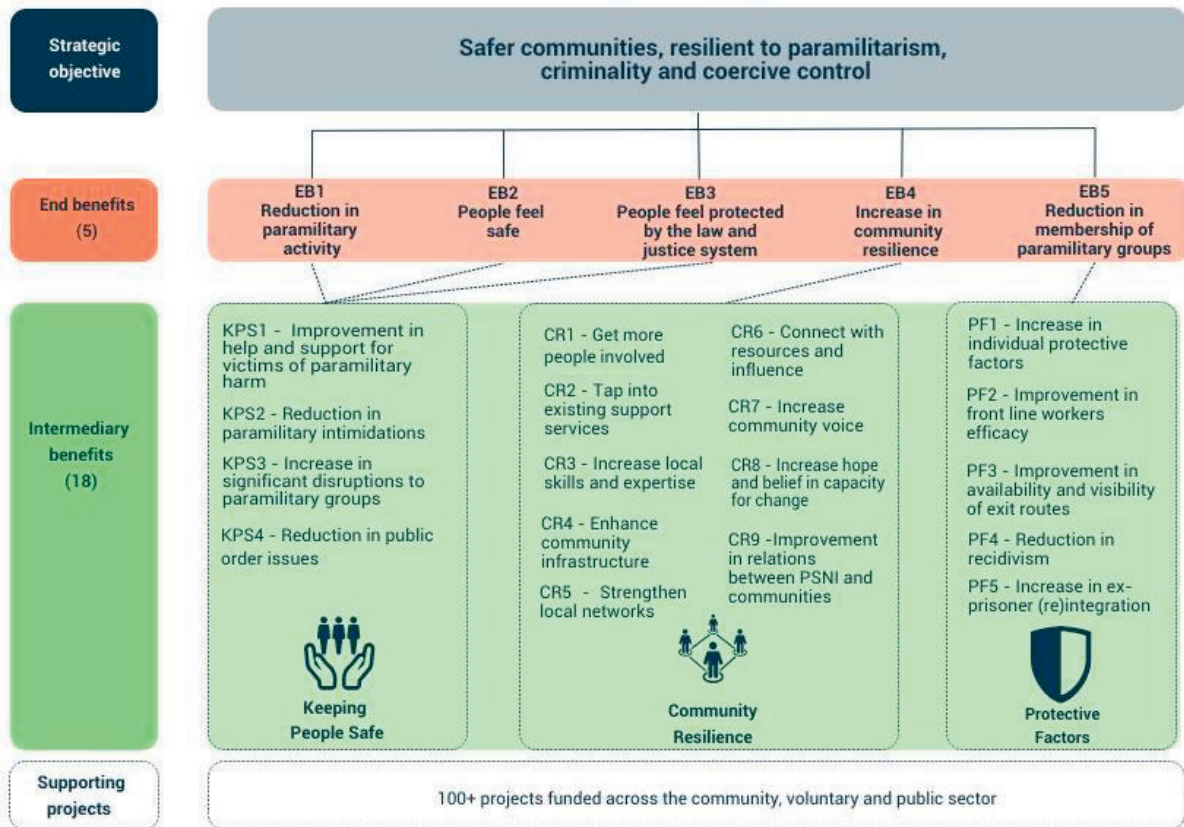 Strategic
objective
Safer communities, resilient to paramilitarism,
criminality and coercive control
End benefits
(5)
EB1
Reduction in
paramilitary
activity
EB2
People feel
safe
EB3
People feel protected
by the law and
justice system
EB4
Increase in
community
resilience
EB5
Reduction in
membership of
paramilitary groups
Intermediary
benefits
(18)
KPS1 - Improvement in
help and support for
victims of paramilitary
harm
KPS2 - Reduction in
paramilitary intimidations
KPS3 - Increase in
significant disruptions to
paramilitary groups
KPS4 - Reduction in public
order issues
Keeping
People Safe
CR1 - Get more
people involved
CR2 - Tap into
existing support
services
CR3 - Increase local
skills and expertise
CR4 - Enhance
community
infrastructure
CR5 - Strengthen
local networks
CR6 - Connect with
resources and
influence
CR7 - Increase
community voice
CR8 - Increase hope
and belief in capacity
for change
CR9 -Improvement
in relations
between PSNI and
communities
Community
Resilience
PF1 - Increase in
individual protective
factors
PF2 - Improvement in
front line workers
efficacy
PF3 - Improvement in
availability and visibility
of exit routes
PF4 - Reduction in
recidivism
PF5 - Increase in ex-
prisoner (re)integration
Protective
Factors
Supporting
projects
100+ projects funded across the community, voluntary and public sector